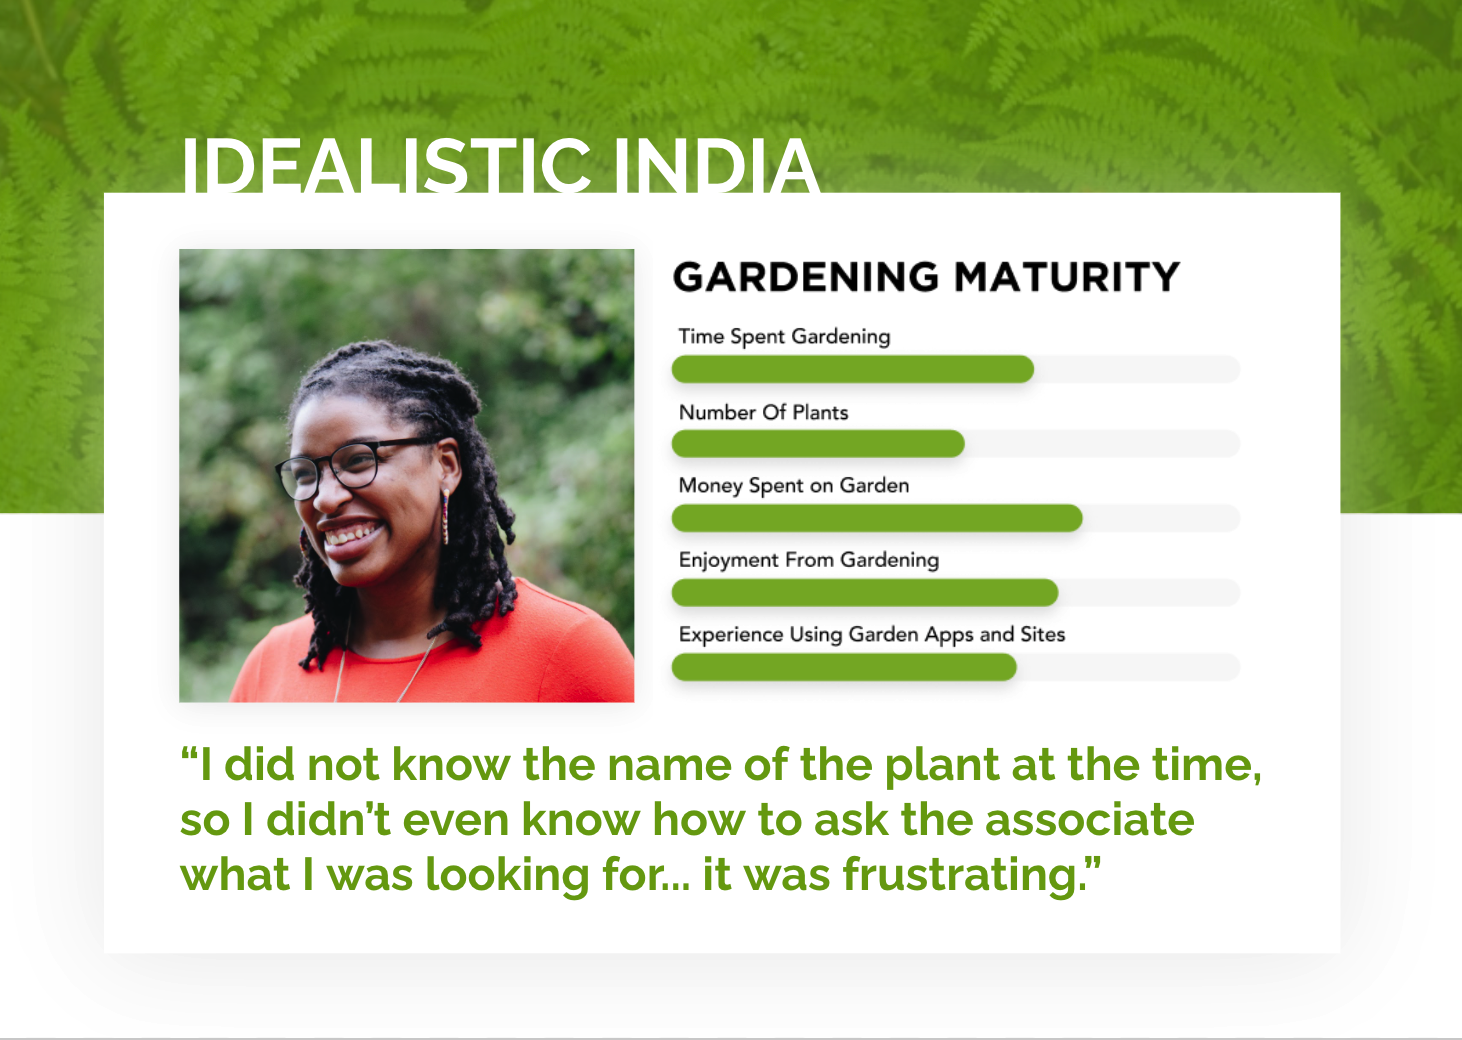 IDEALISTIC INDIA
GARDENING MATURITY
Time Spent Gardening
Number Of Plants
Money Spent on Garden
Enjoyment From Gardening
Experience Using Garden Apps and Sites
“I did not know the name of the plant at the time,
so I didn’t even know how to ask the associate
what I was looking for... it was frustrating.”